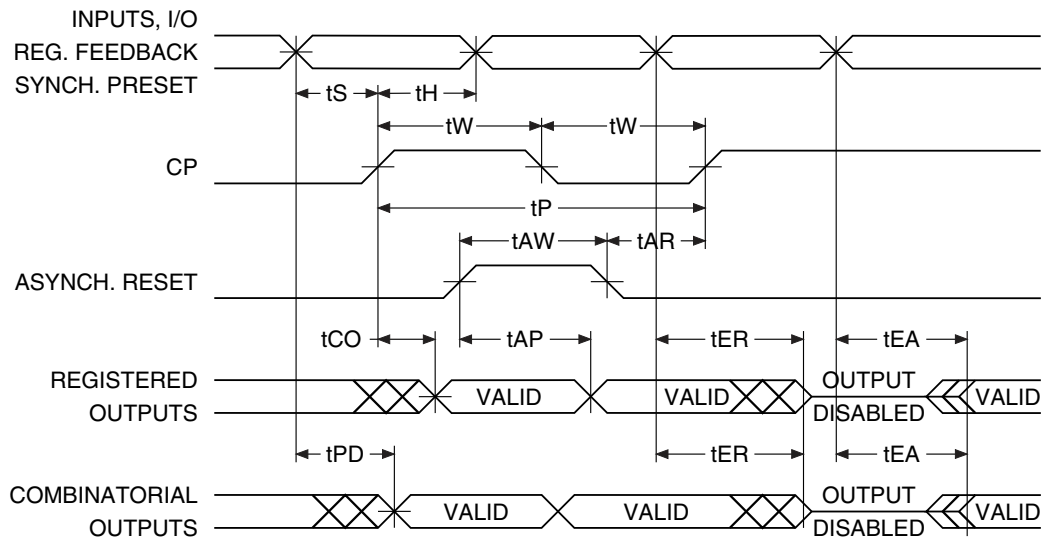 INPUTS, I/O
REG. FEEDBACK
SYNCH. PRESET
tS tH
tW tW
CP
tP
tAW tAR
ASYNCH. RESET
tCO tAP tER tEA
REGISTERED OUTPUT
VALID VALID VALID
OUTPUTS DISABLED
tPD tER tEA
COMBINATORIAL OUTPUT
VALID VALID VALID
OUTPUTS DISABLED